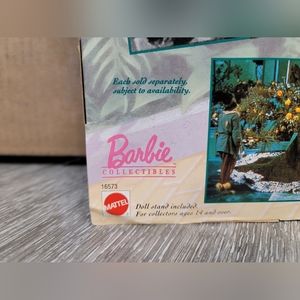 Each sold separately,
subject to availability.
Barbie
COLLECTIBLES
16573
MATTEL
Doll stand included.
For collectors ages 14 and over.